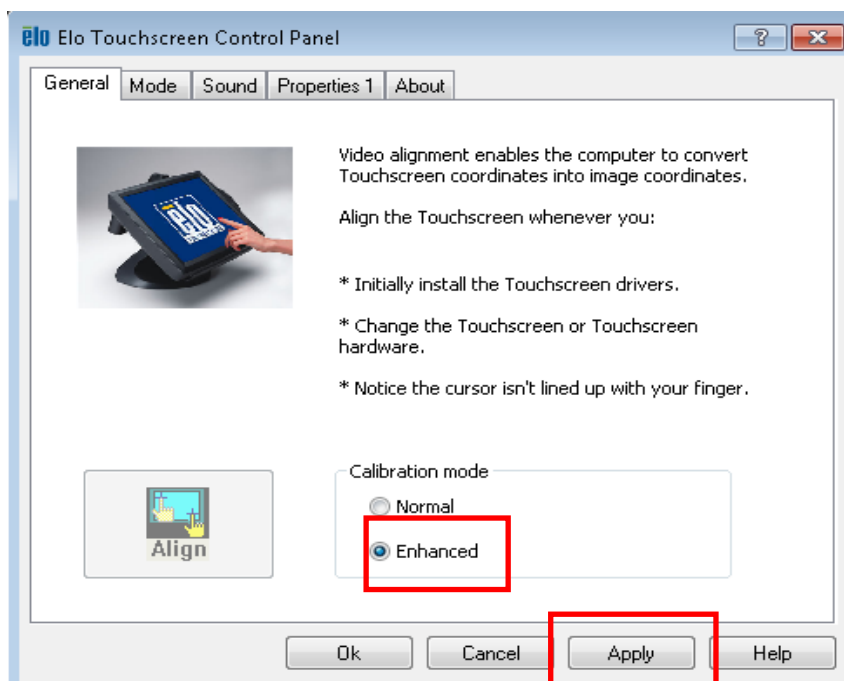 elo Elo Touchscreen Control Panel
General Mode Sound Properties 1 About
Video alignment enables the computer to convert
Touchscreen coordinates into image coordinates.
Align the Touchscreen whenever you:
* Initially install the Touchscreen drivers.
* Change the Touchscreen or Touchscreen
hardware.
* Notice the cursor isn't lined up with your finger.
elo
Calibration mode
Normal
Enhanced
Align
Ok Cancel Apply Help